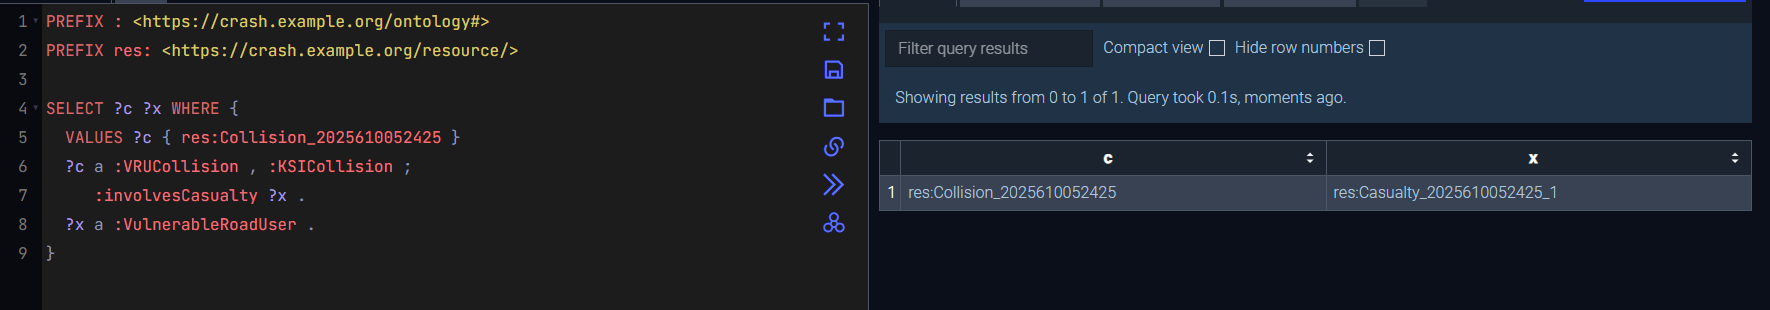 1 PREFIX : <https://crash.example.org/ontology#>
2 PREFIX res: <https://crash.example.org/resource/>
3
4 SELECT ?c ?x WHERE {
5 VALUES ?c { res:Collision_2025610052425 }
6 ?c a :VRUCollision , :KSICollision ;
7 :involvesCasualty ?x .
8 ?x a :VulnerableRoadUser .
9 }
Filter query results Compact view Hide row numbers
Showing results from 0 to 1 of 1. Query took 0.1s, moments ago.
c x
1 res:Collision_2025610052425 res:Casualty_2025610052425_1